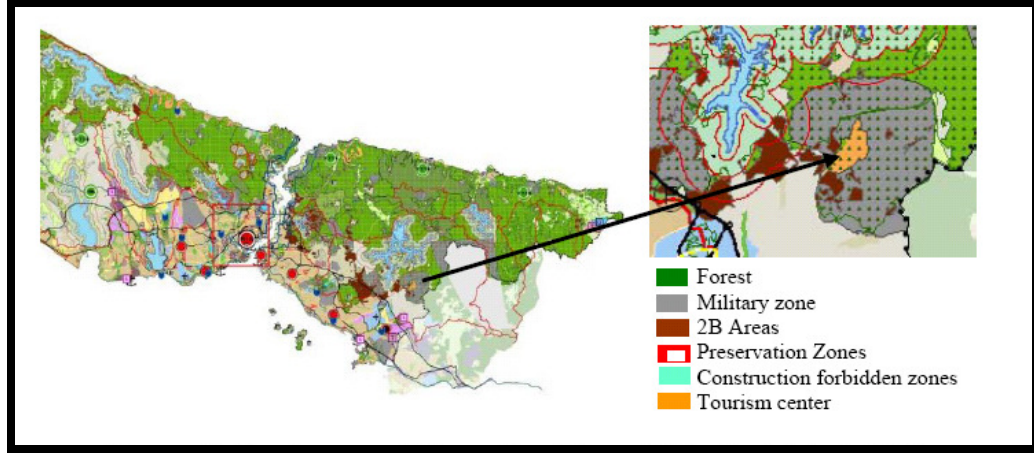 Forest
Military zone
2B Areas
Preservation Zones
Construction forbidden zones
Tourism center